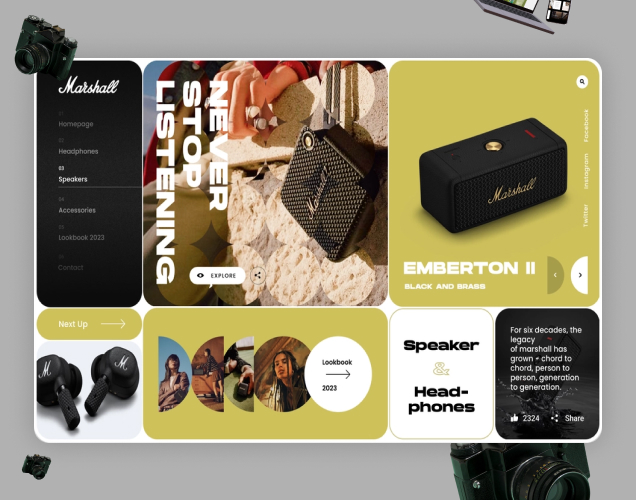 Marshall
01
Homepage
02
Headphones
03
Speakers
04
Accessories
05
Lookbook 2023
06
Contact
NEVER
STOP
LISTENING
Marshall
EXPLORE
Facebook
Instagram
Twitter
Marshall
EMBERTON II
BLACK AND BRASS
Next Up
M
M
Lookbook
2023
Speaker
&
Head-
phones
For six decades, the
legacy
of marshall has
grown + chord to
chord, person to
person, generation
to generation.
2324
Share